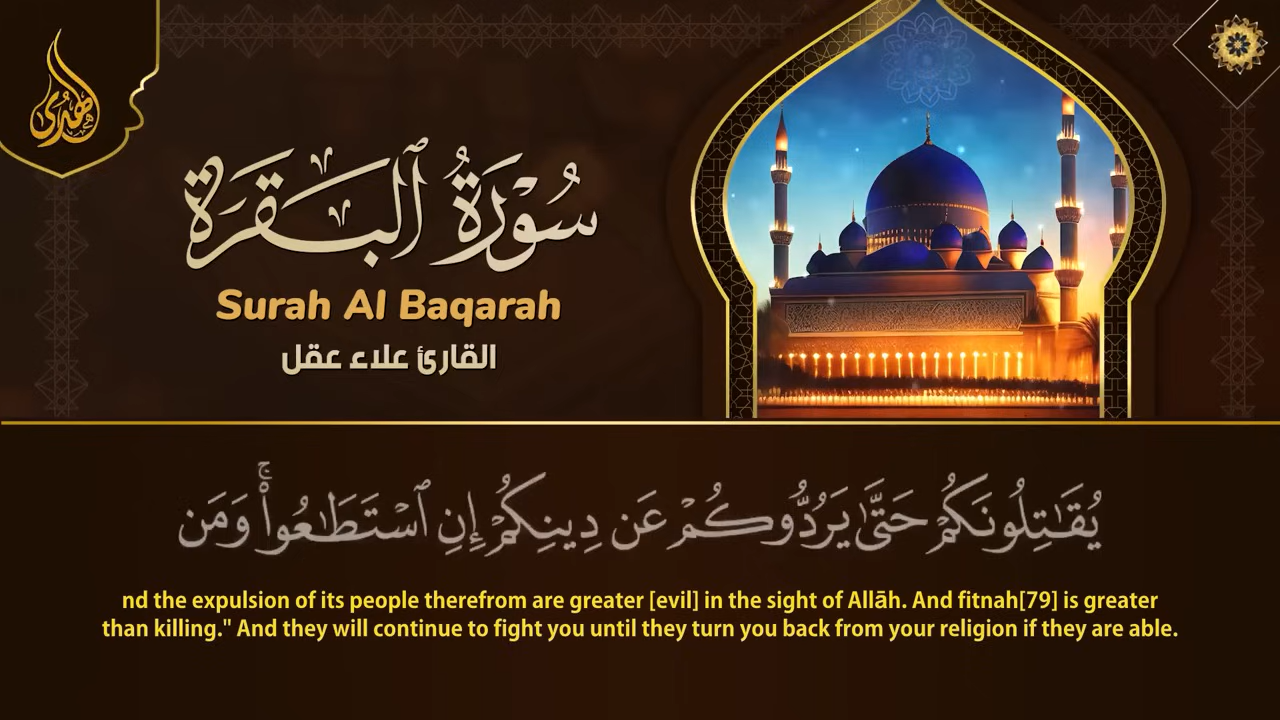 هدى
سُورَةُ ٱلْبَقَرَةِ
Surah Al Baqarah
القارئ علاء عقل
يُقَـٰتِلُونَكُمْ حَتَّىٰ يَرُدُّوكُمْ عَن دِينِكُمْ إِنِ ٱسْتَطَـٰعُوا۟ ۚ وَمَن
nd the expulsion of its people therefrom are greater [evil] in the sight of Allāh. And fitnah[79] is greater
than killing." And they will continue to fight you until they turn you back from your religion if they are able.